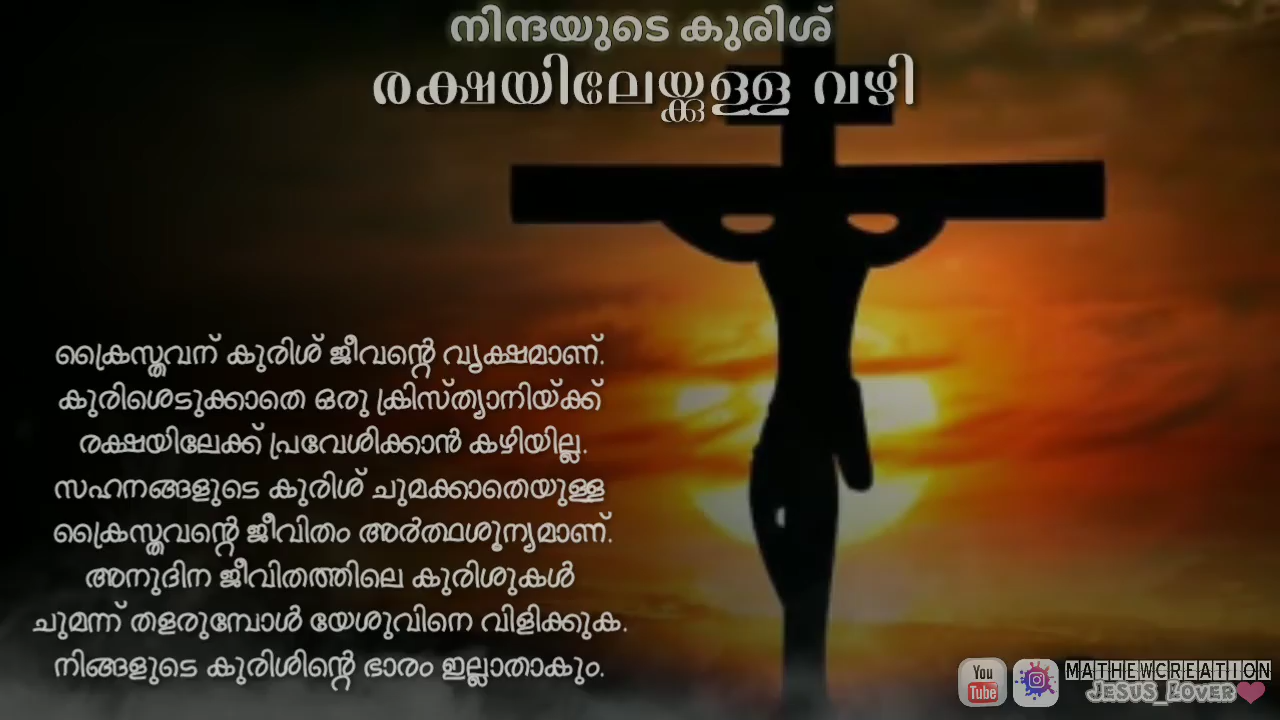 നിന്ദയുടെ കുരിശ്
രക്ഷയിലേയ്ക്കുള്ള വഴി
ക്രൈസ്തവന് കുരിശ് ജീവന്റെ വൃക്ഷമാണ്.
കുരിശെടുക്കാതെ ഒരു ക്രിസ്ത്യാനിയ്ക്ക്
രക്ഷയിലേക്ക് പ്രവേശിക്കാൻ കഴിയില്ല.
സഹനങ്ങളുടെ കുരിശ് ചുമക്കാതെയുള്ള
ക്രൈസ്തവന്റെ ജീവിതം അർത്ഥശൂന്യമാണ്.
അനുദിന ജീവിതത്തിലെ കുരിശുകൾ
ചുമന്ന് തളരുമ്പോൾ യേശുവിനെ വിളിക്കുക.
നിങ്ങളുടെ കുരിശിന്റെ ഭാരം ഇല്ലാതാകും.
You
Tube
MATHEWCREATION
JESUS_LOVER